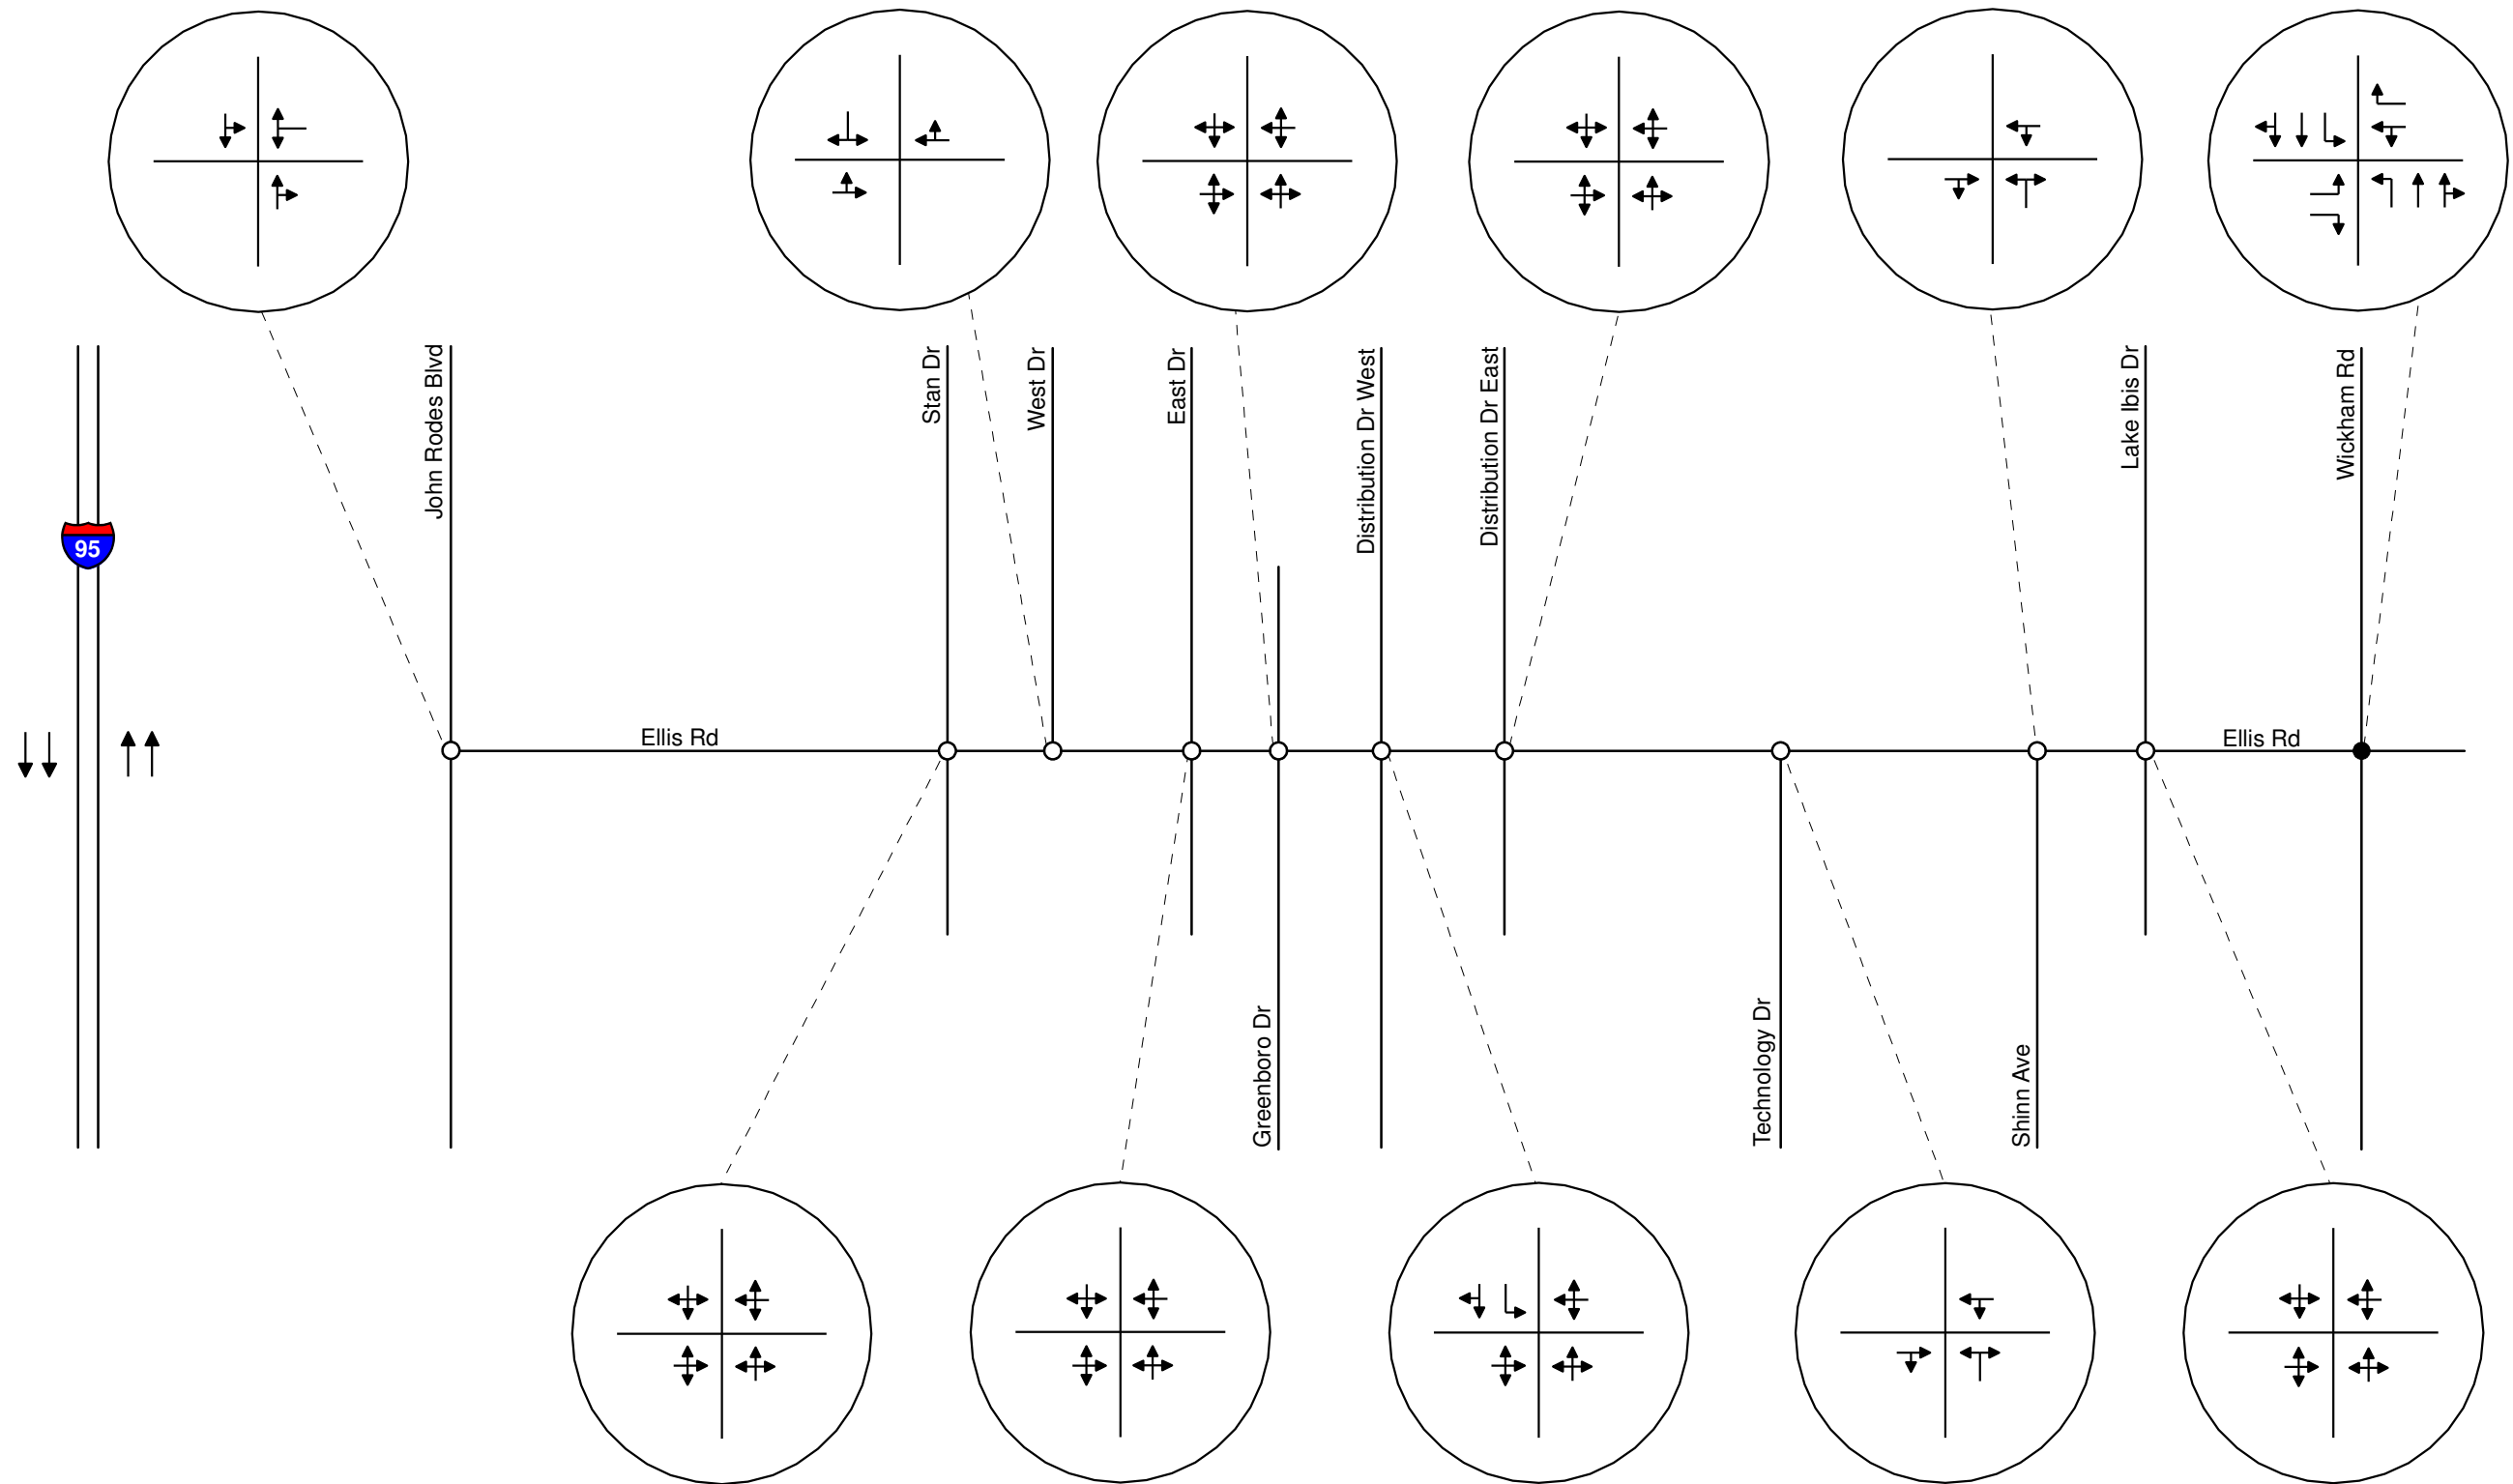 John Rodes Blvd
Stan Dr
West Dr
East Dr
Distribution Dr West
Distribution Dr East
Lake Ibis Dr
Wickham Rd
95
Ellis Rd
Ellis Rd
Greenboro Dr
Technology Dr
Shinn Ave